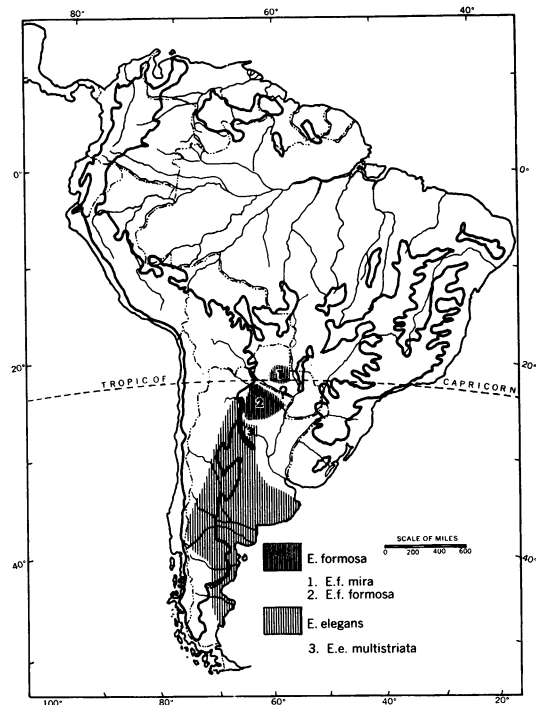 80° 60° 40°
0° 0°
20° 20°
TROPIC OF CAPRICORN
1
2
3
SCALE OF MILES
0 200 400 600
40° 40°
E. formosa
1. E.f. mira
2. E.f. formosa
E. elegans
3. E.e. multistriata
100° 80° 60° 40° 20°